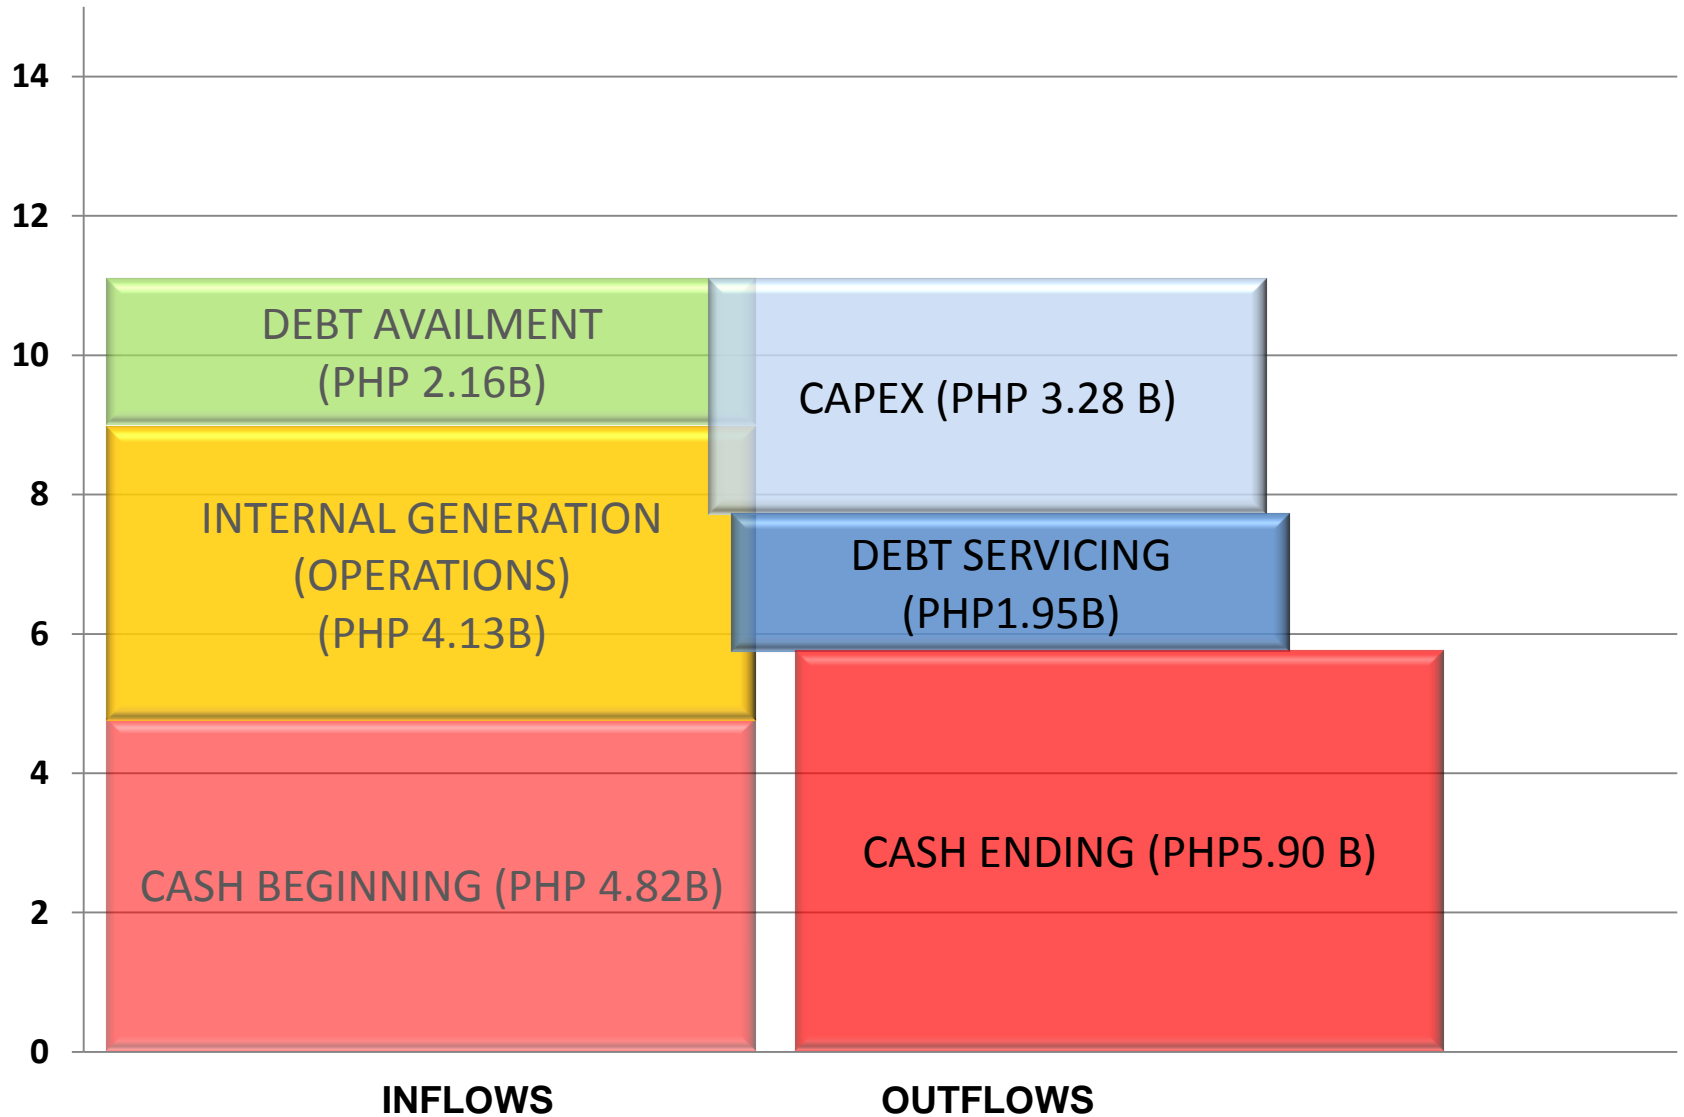 14
12
10
8
6
4
2
0
DEBT AVAILMENT
(PHP 2.16B)
INTERNAL GENERATION
(OPERATIONS)
(PHP 4.13B)
CASH BEGINNING (PHP 4.82B)
CAPEX (PHP 3.28 B)
DEBT SERVICING
(PHP1.95B)
CASH ENDING (PHP5.90 B)
INFLOWS
OUTFLOWS